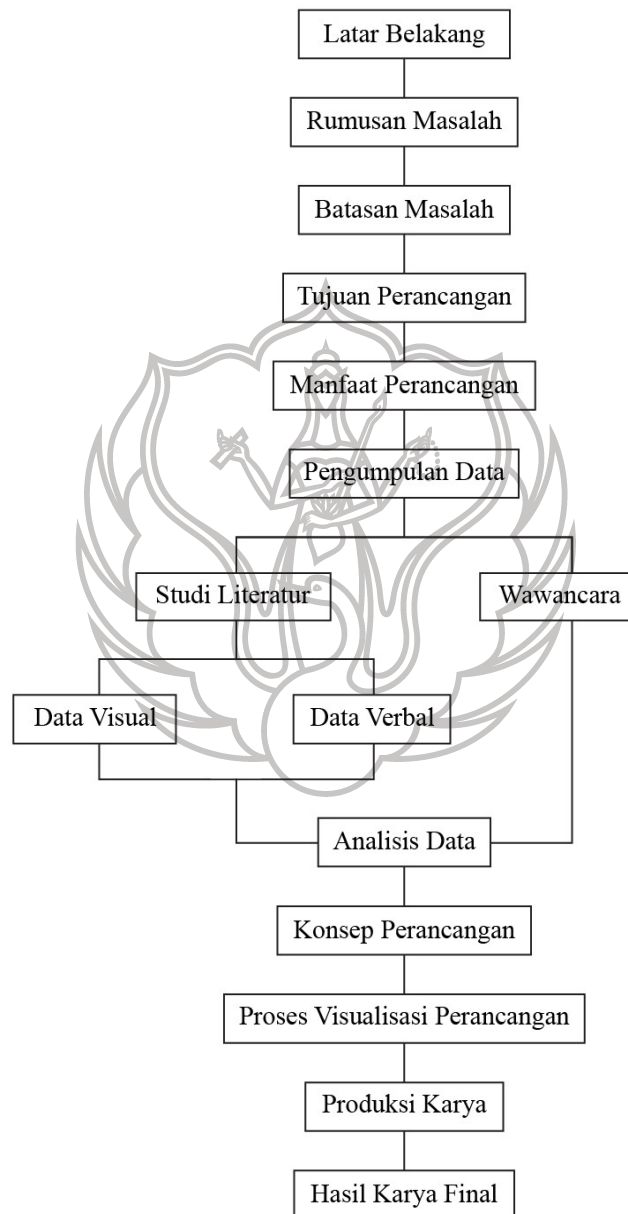 Latar Belakang
Rumusan Masalah
Batasan Masalah
Tujuan Perancangan
Manfaat Perancangan
Pengumpulan Data
Studi Literatur
Wawancara
Data Visual
Data Verbal
Analisis Data
Konsep Perancangan
Proses Visualisasi Perancangan
Produksi Karya
Hasil Karya Final